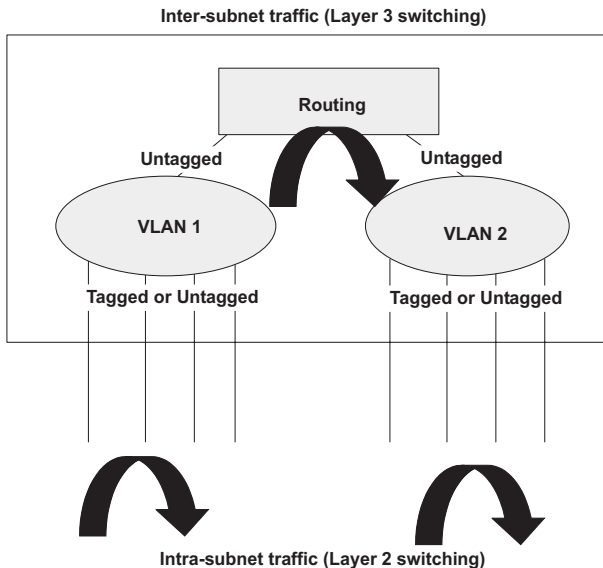 Inter-subnet traffic (Layer 3 switching)
Routing
Untagged
Untagged
VLAN 1
VLAN 2
Tagged or Untagged
Tagged or Untagged
Intra-subnet traffic (Layer 2 switching)